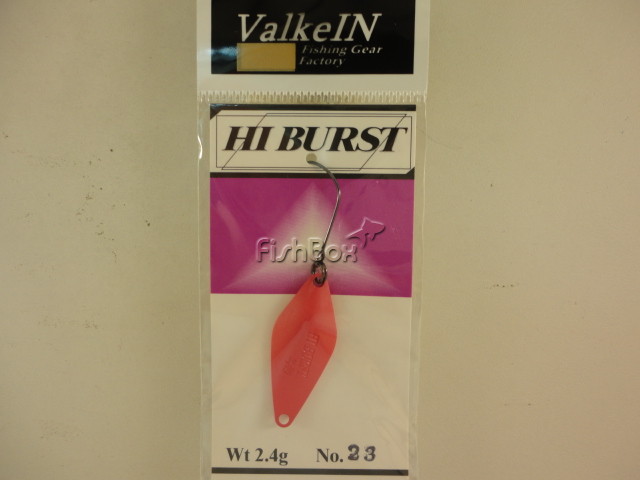 ValkeIN
Fishing Gear
Factory
HI BURST
FishBox
Wt 2.4g No. 23